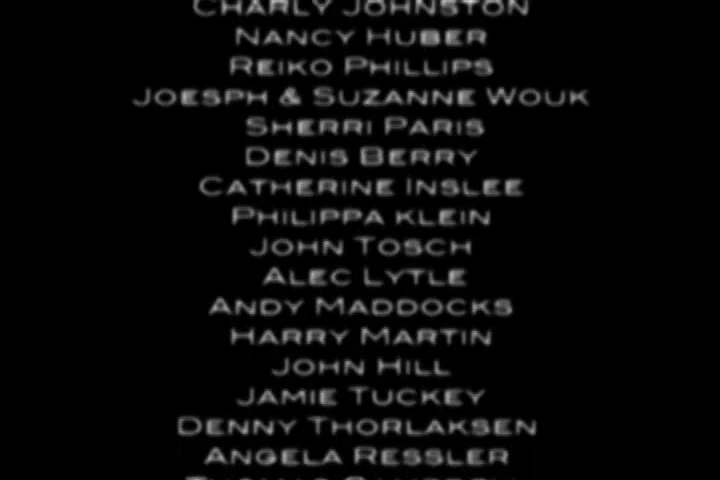 CHARLY JOHNSTON
NANCY HUBER
REIKO PHILLIPS
JOESPH & SUZANNE WOUK
SHERRI PARIS
DENIS BERRY
CATHERINE INSLEE
PHILIPPA KLEIN
JOHN TOSCH
ALEC LYTLE
ANDY MADDOCKS
HARRY MARTIN
JOHN HILL
JAMIE TUCKEY
DENNY THORLAKSEN
ANGELA RESSLER